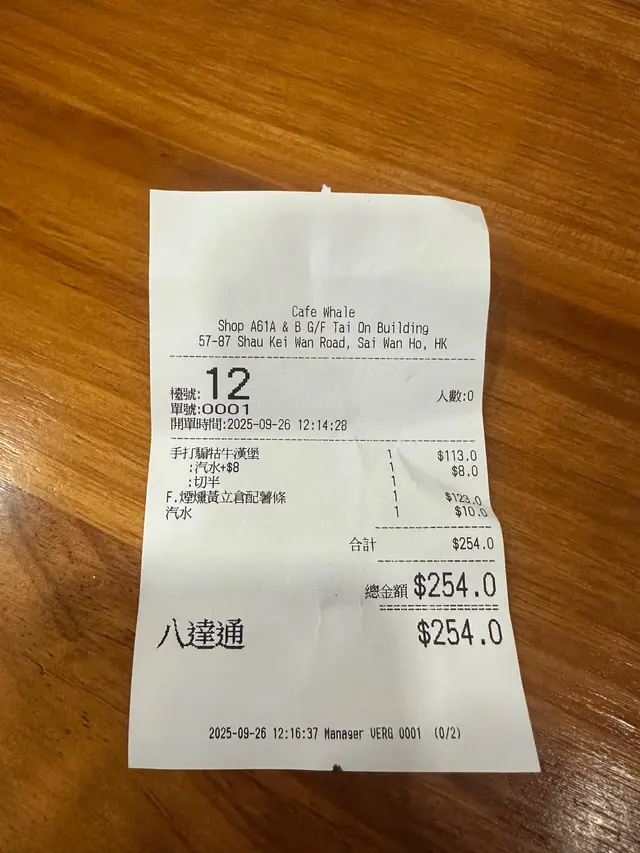 Cafe Whale
Shop A61A & B G/F Tai On Building
57-87 Shau Kei Wan Road, Sai Wan Ho, HK
檯號:12
人數:0
單號:0001
開單時間:2025-09-26 12:14:28
手打騸牯牛漢堡 1 $113.0
:汽水+$8 1 $8.0
:切半 1
F.煙燻黃立倉配薯條 1 $123.0
汽水 1 $10.0
合計 $254.0
總金額 $254.0
八達通 $254.0
2025-09-26 12:16:37 Manager VERQ 0001 (0/2)